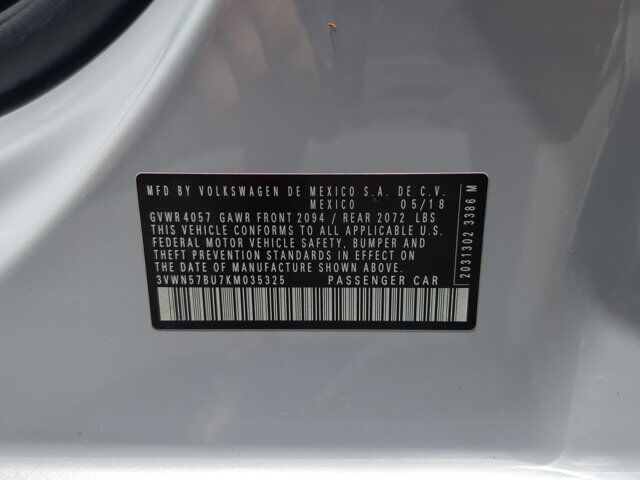 MFD BY VOLKSWAGEN DE MEXICO S.A. DE C.V.
MEXICO 05/18
GVWR 4057 GAWR FRONT 2094 / REAR 2072 LBS
THIS VEHICLE CONFORMS TO ALL APPLICABLE U.S.
FEDERAL MOTOR VEHICLE SAFETY, BUMPER AND
THEFT PREVENTION STANDARDS IN EFFECT ON
THE DATE OF MANUFACTURE SHOWN ABOVE.
3VWN57BU7KM035325 PASSENGER CAR
2031302 3386 M